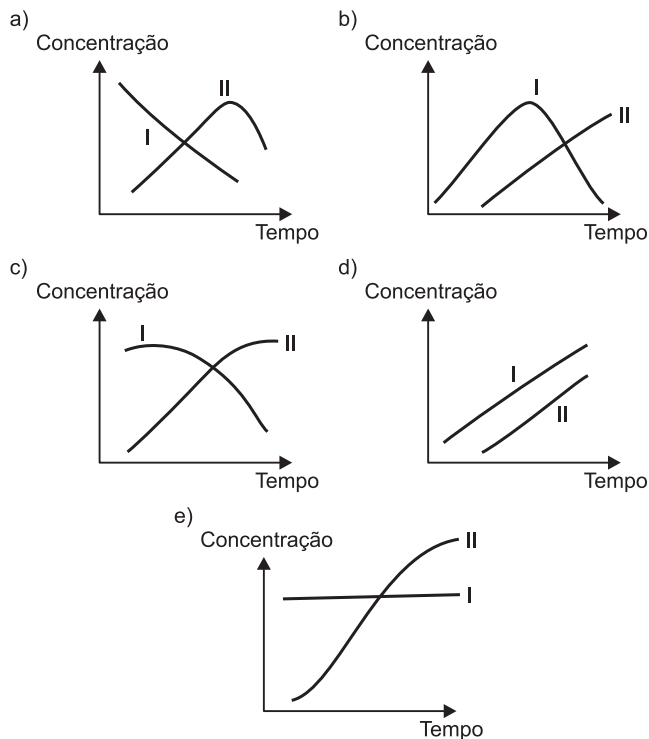 a)
Concentração
I
II
Tempo
b)
Concentração
I
II
Tempo
c)
Concentração
I
II
Tempo
d)
Concentração
I
II
Tempo
e)
Concentração
II
I
Tempo